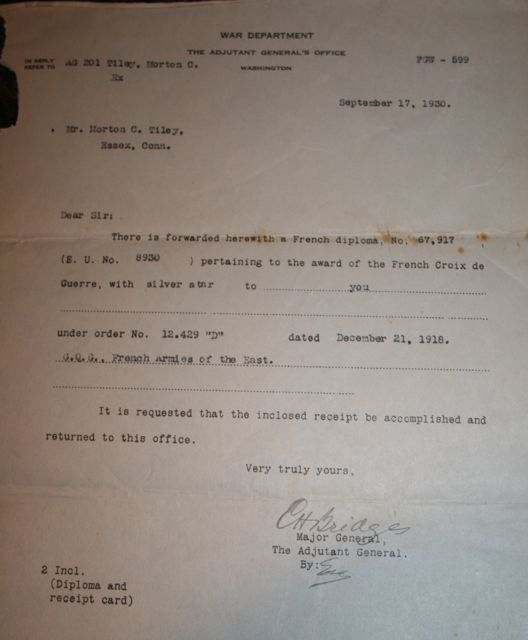 WAR DEPARTMENT
THE ADJUTANT GENERAL'S OFFICE
WASHINGTON
IN REPLY
REFER TO
AG 201 Tiley, Morton C.
Ex
- 599
September 17, 1930.
Mr. Morton C. Tiley,
Essex, Conn.
Dear Sir:
There is forwarded herewith a French diploma, No. 67,917
(S. U. No. 8930 ) pertaining to the award of the French Croix de
Guerre, with silver star to you
under order No. 12.429 "D" dated December 21, 1918.
G.Q.G., French armies of the East.
It is requested that the inclosed receipt be accomplished and
returned to this office.
Very truly yours,
CH Bridges
Major General,
The Adjutant General.
By:
2 Incl.
(Diploma and
receipt card)